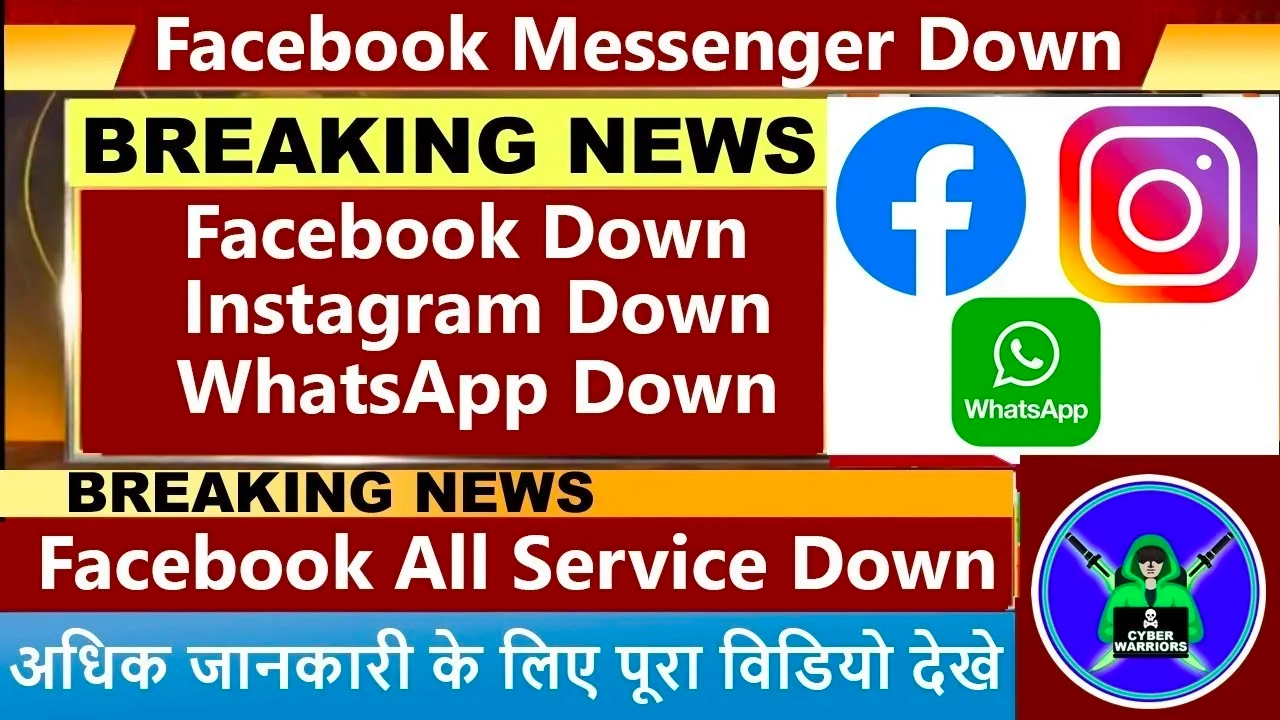 Facebook Messenger Down
BREAKING NEWS
Facebook Down
Instagram Down
WhatsApp Down
WhatsApp
BREAKING NEWS
Facebook All Service Down
अधिक जानकारी के लिए पूरा विडियो देखे
CYBER
WARRIORS